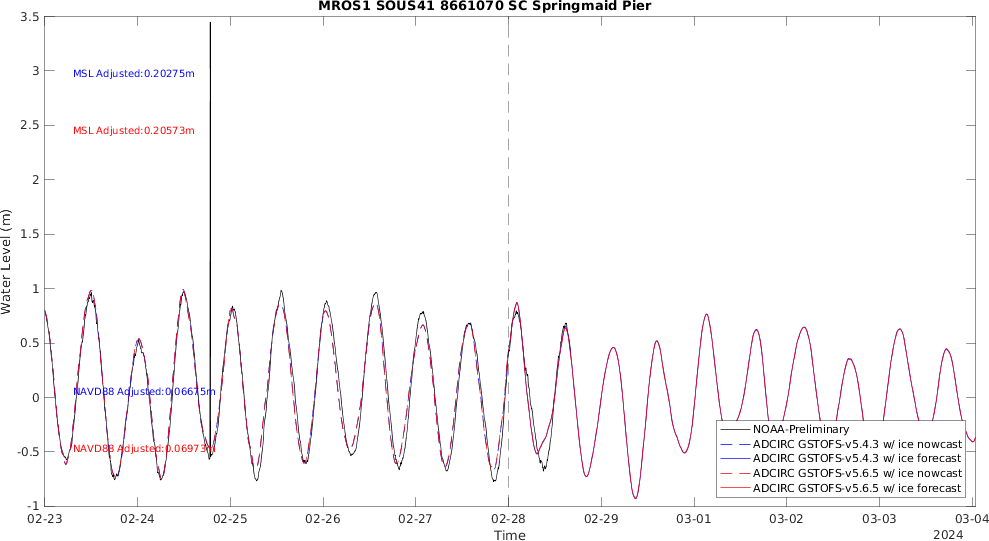 MROS1 SOUS41 8661070 SC Springmaid Pier
3.5
3
2.5
2
1.5
1
0.5
0
-0.5
-1
Water Level (m)
MSL Adjusted:0.20275m
MSL Adjusted:0.20573m
NAVD88 Adjusted:0.06675m
NAVD88 Adjusted:0.06973m
NOAA-Preliminary
ADCIRC GSTOFS-v5.4.3 w/ ice nowcast
ADCIRC GSTOFS-v5.4.3 w/ ice forecast
ADCIRC GSTOFS-v5.6.5 w/ ice nowcast
ADCIRC GSTOFS-v5.6.5 w/ ice forecast
02-23 02-24 02-25 02-26 02-27 02-28 02-29 03-01 03-02 03-03 03-04
Time
2024